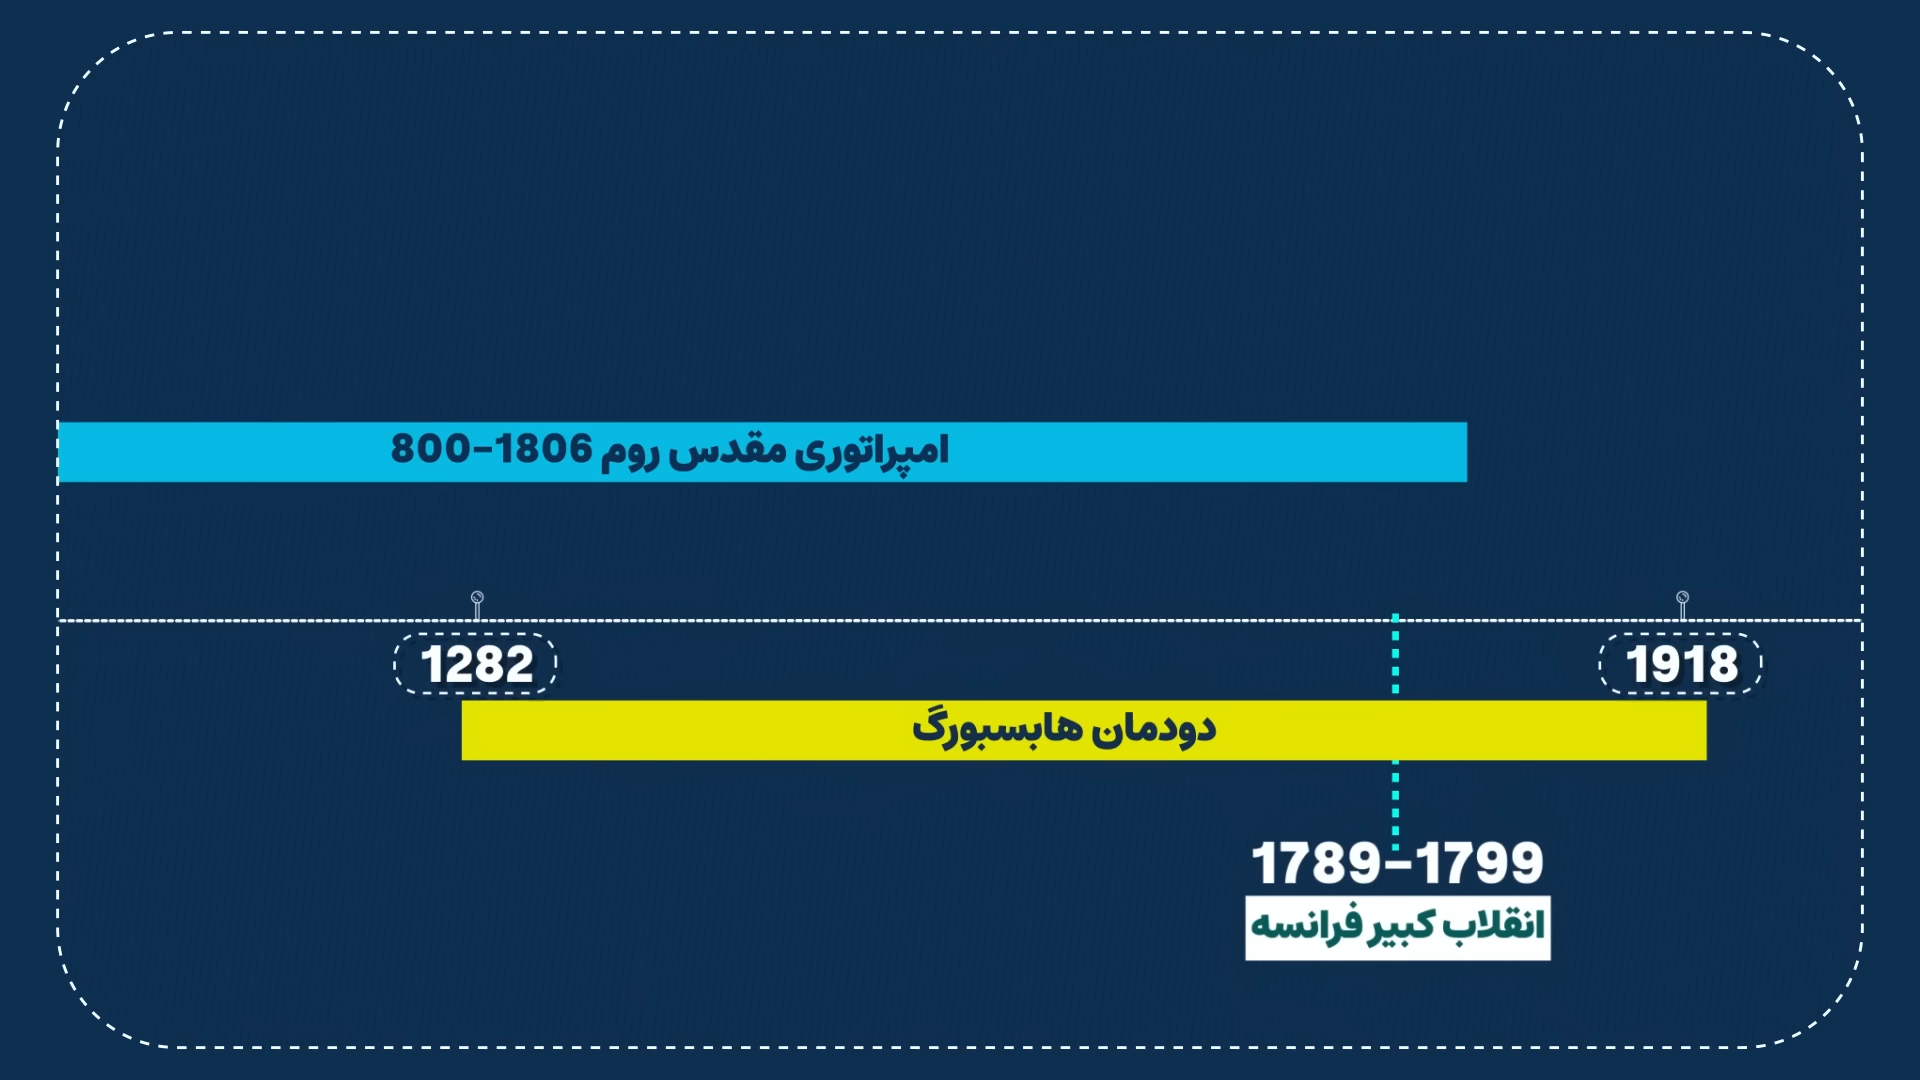 امپراتوری مقدس روم 1806–800
1282
1918
دودمان هابسبورگ
1789–1799
انقلاب کبیر فرانسه